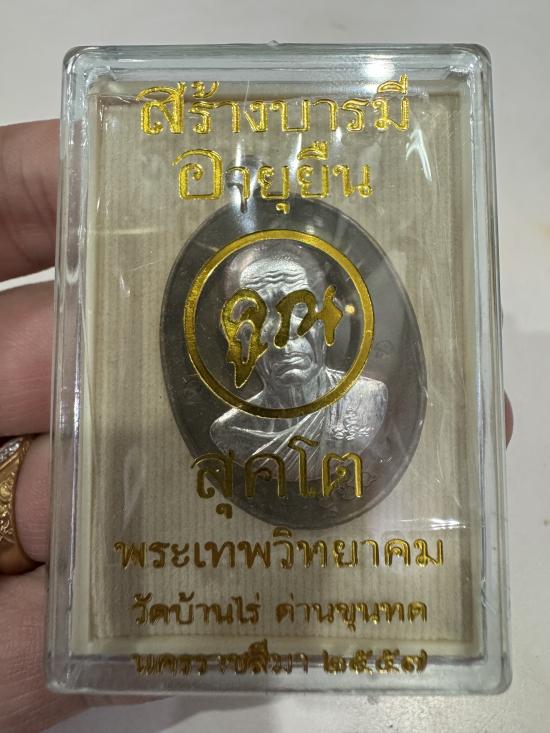 สร้างบารมี
อายุยืน
คูณ
สุคโต
พระเทพวิทยาคม
วัดบ้านไร่ ด่านขุนทด
นครราชสีมา ๒๕๕๗